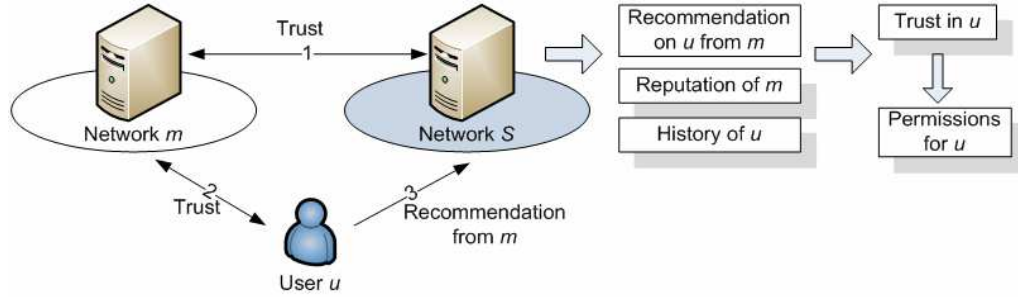 Trust
1
Network m
Network S
2
Trust
3
Recommendation
from m
User u
Recommendation
on u from m
Reputation of m
History of u
Trust in u
Permissions
for u